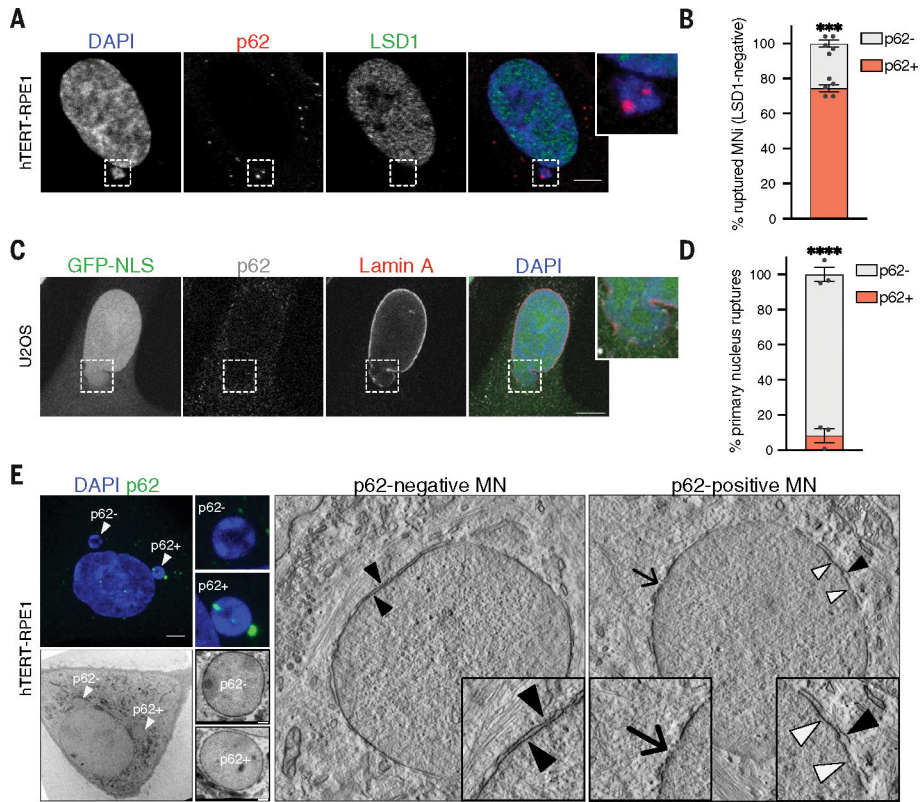 A
DAPI
p62
LSD1
hTERT-RPE1
B
% ruptured MNi (LSD1-negative)
100
80
60
40
20
0
***
p62-
p62+
C
GFP-NLS
p62
Lamin A
DAPI
U2OS
D
% primary nucleus ruptures
100
80
60
40
20
0
****
p62-
p62+
E
DAPI p62
hTERT-RPE1
p62-
p62+
p62-
p62+
p62-
p62+
p62-
p62+
p62-negative MN
p62-positive MN